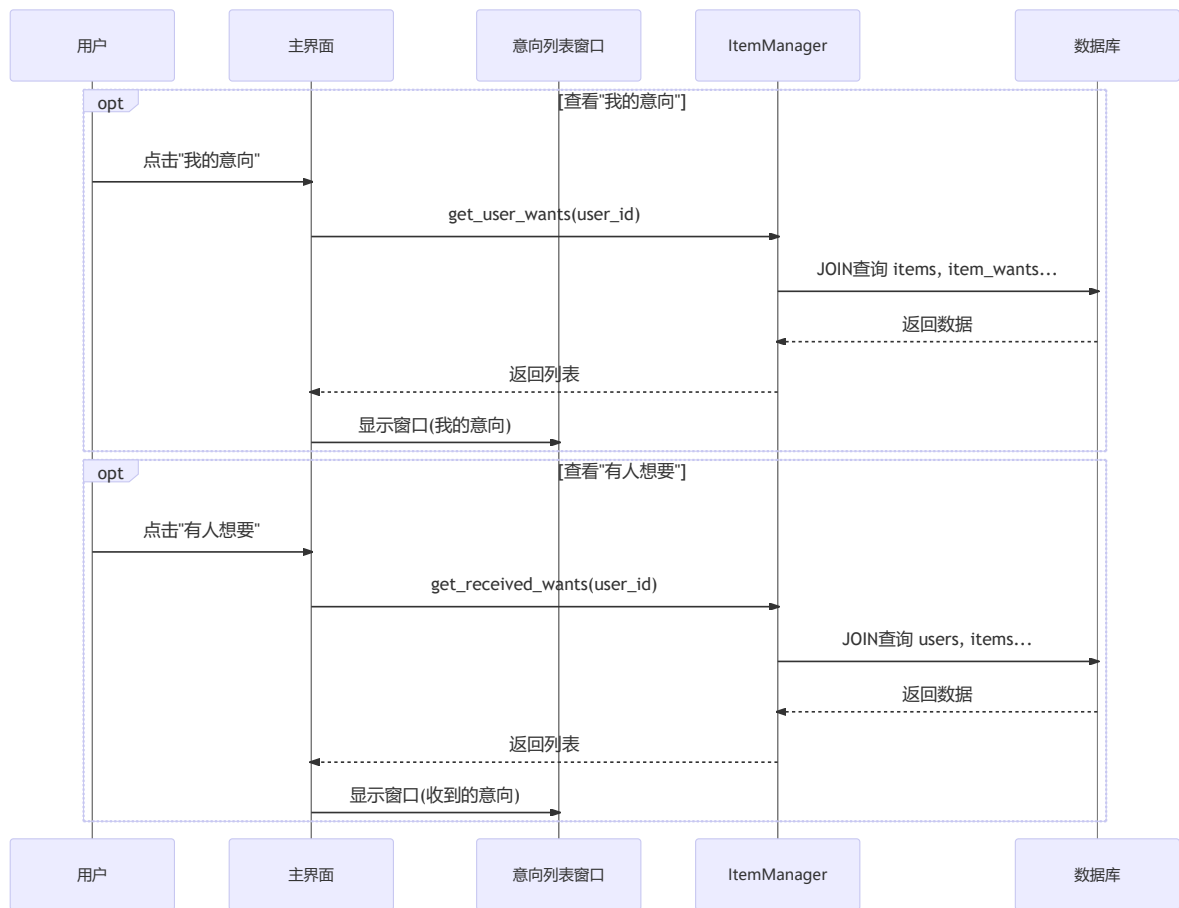 用户
主界面
意向列表窗口
ItemManager
数据库
opt
[查看"我的意向"]
点击"我的意向"
get_user_wants(user_id)
JOIN查询 items, item_wants...
返回数据
返回列表
显示窗口(我的意向)
opt
[查看"有人想要"]
点击"有人想要"
get_received_wants(user_id)
JOIN查询 users, items...
返回数据
返回列表
显示窗口(收到的意向)
用户
主界面
意向列表窗口
ItemManager
数据库